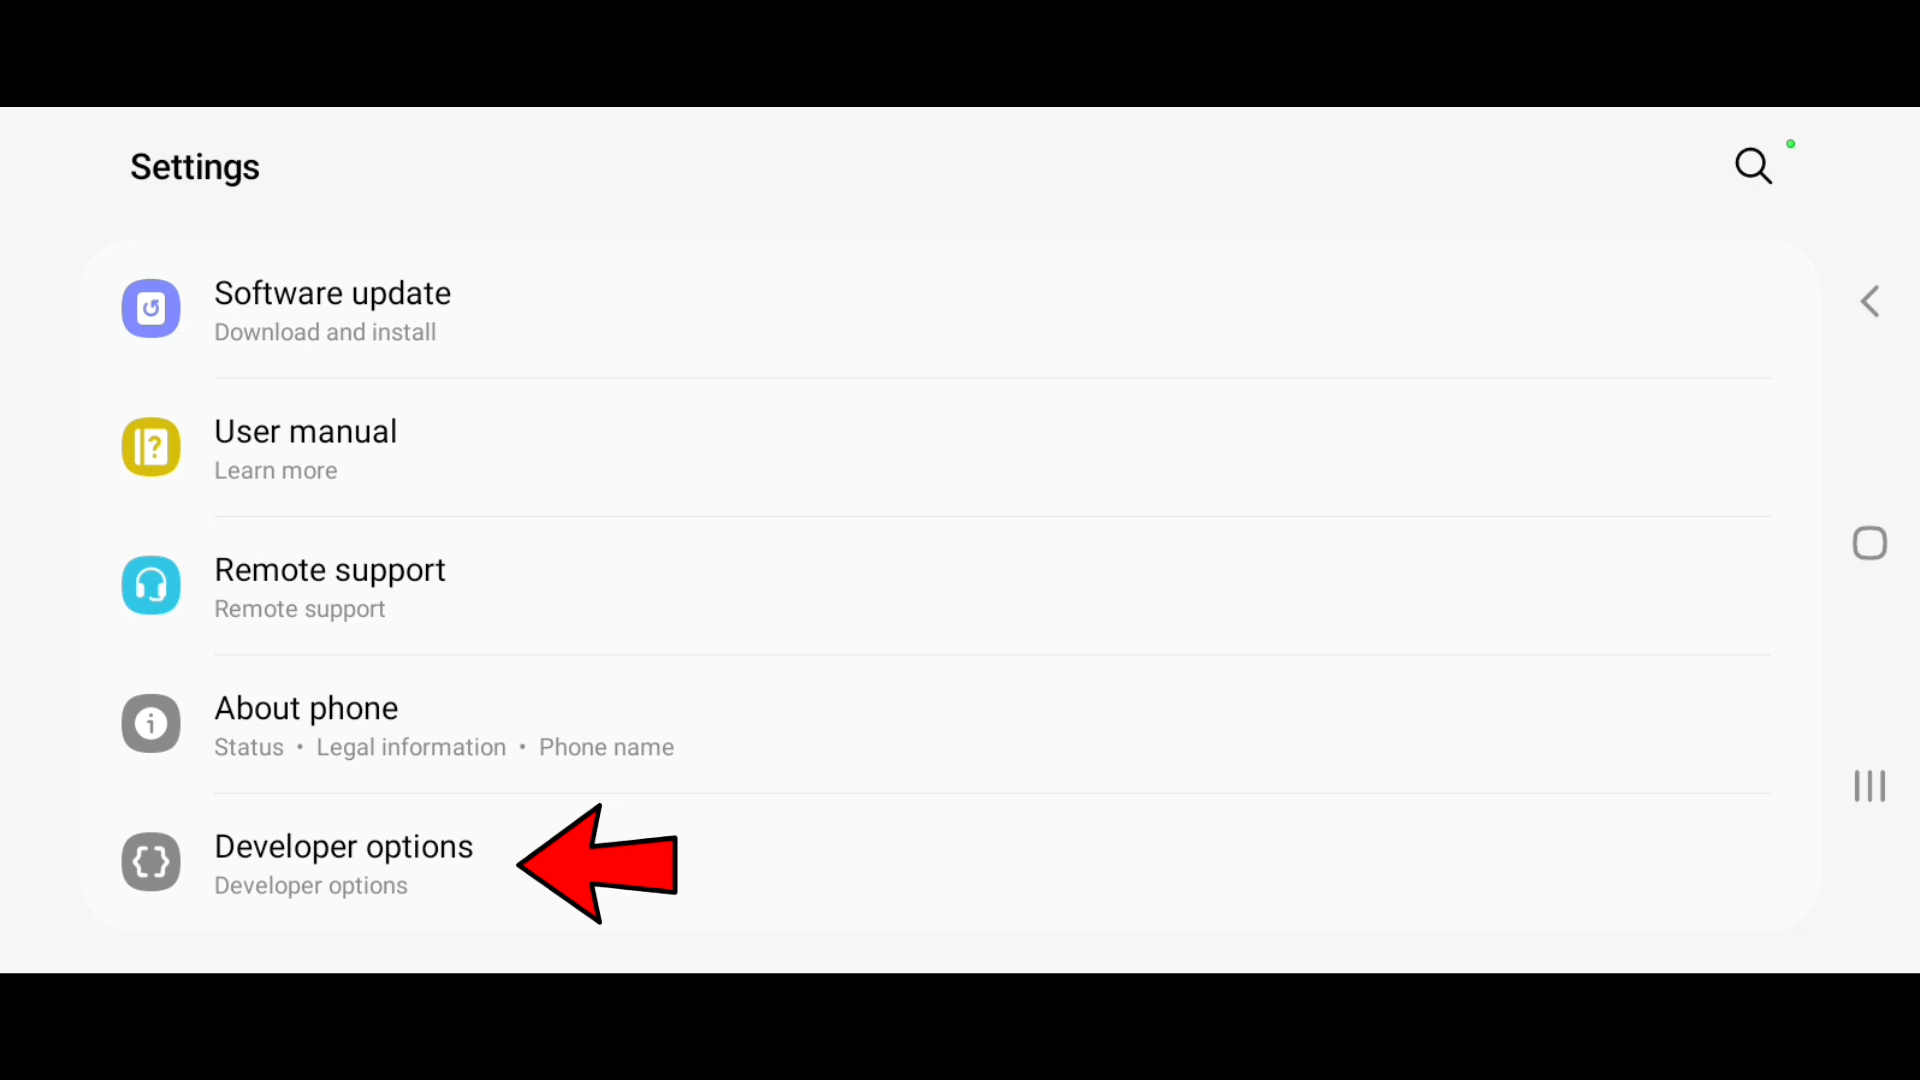 Settings
Software update
Download and install
User manual
Learn more
Remote support
Remote support
About phone
Status • Legal information • Phone name
Developer options
Developer options